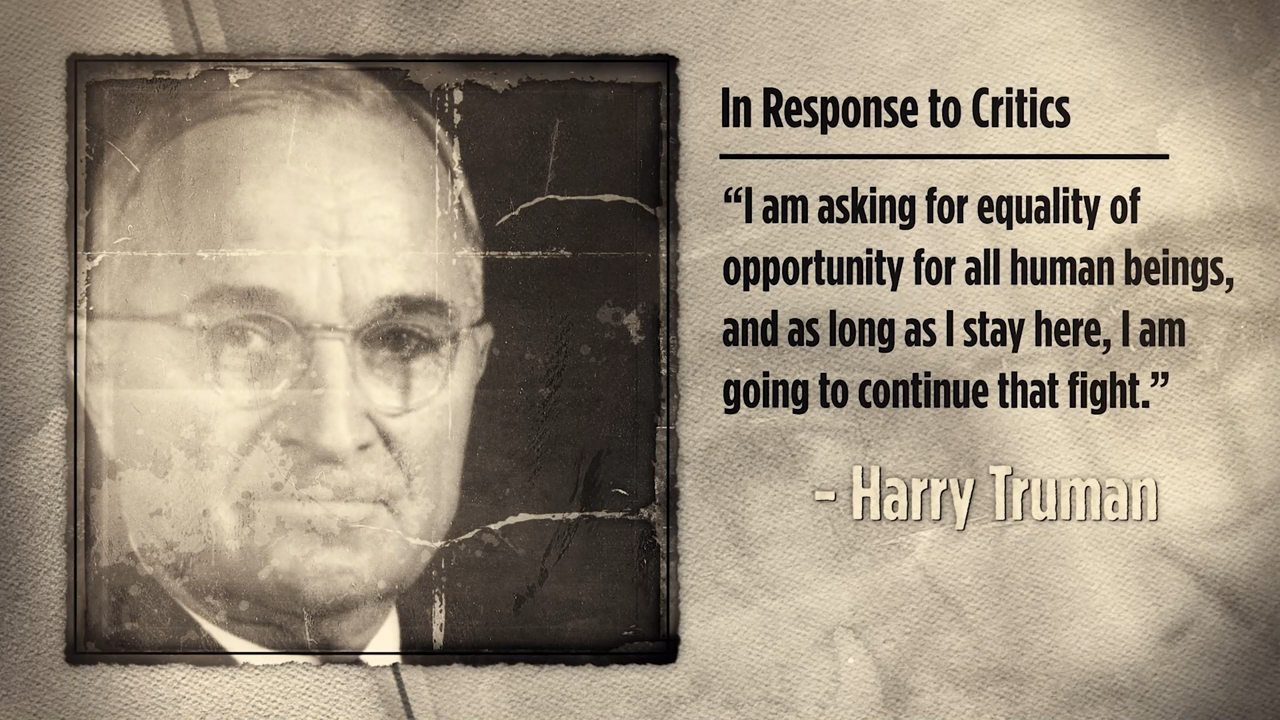 In Response to Critics
“I am asking for equality of
opportunity for all human beings,
and as long as I stay here, I am
going to continue that fight.”
- Harry Truman